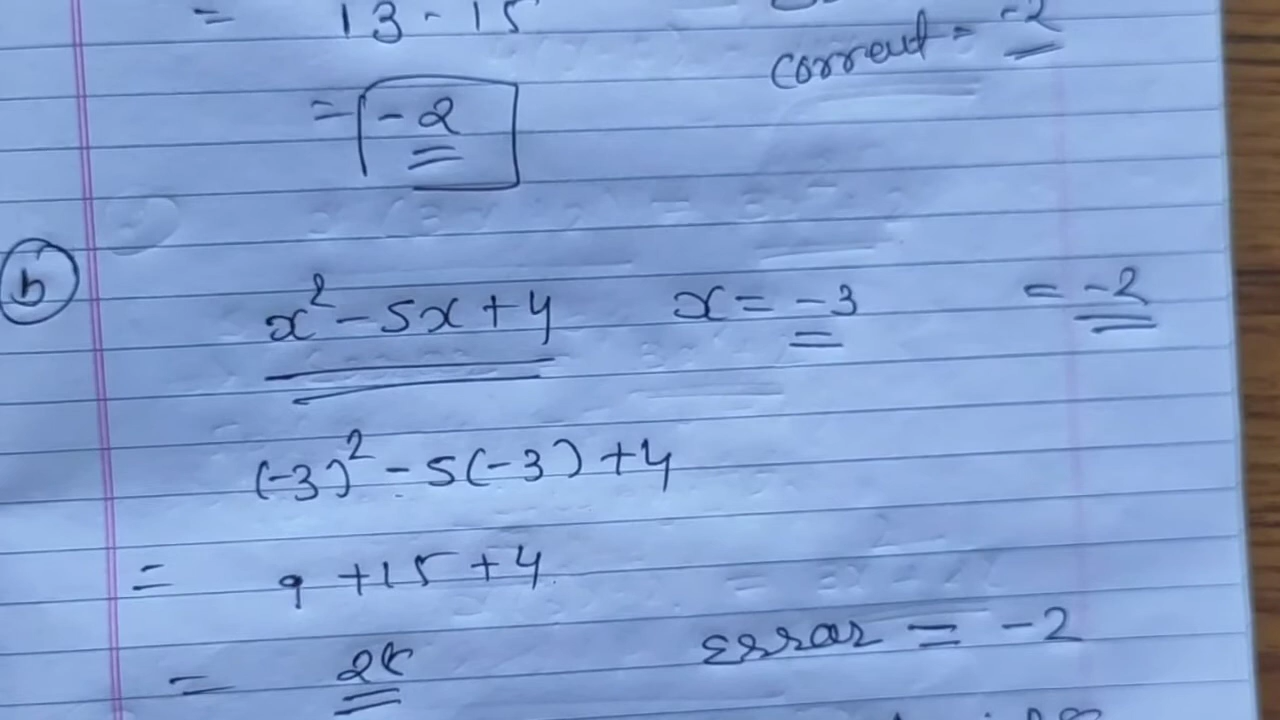 = 13 - 15
correct = -2
= -2
b
x² - 5x + 4 x = -3 = -2
(-3)² - 5(-3) + 4
= 9 + 15 + 4
= 28 error = -2